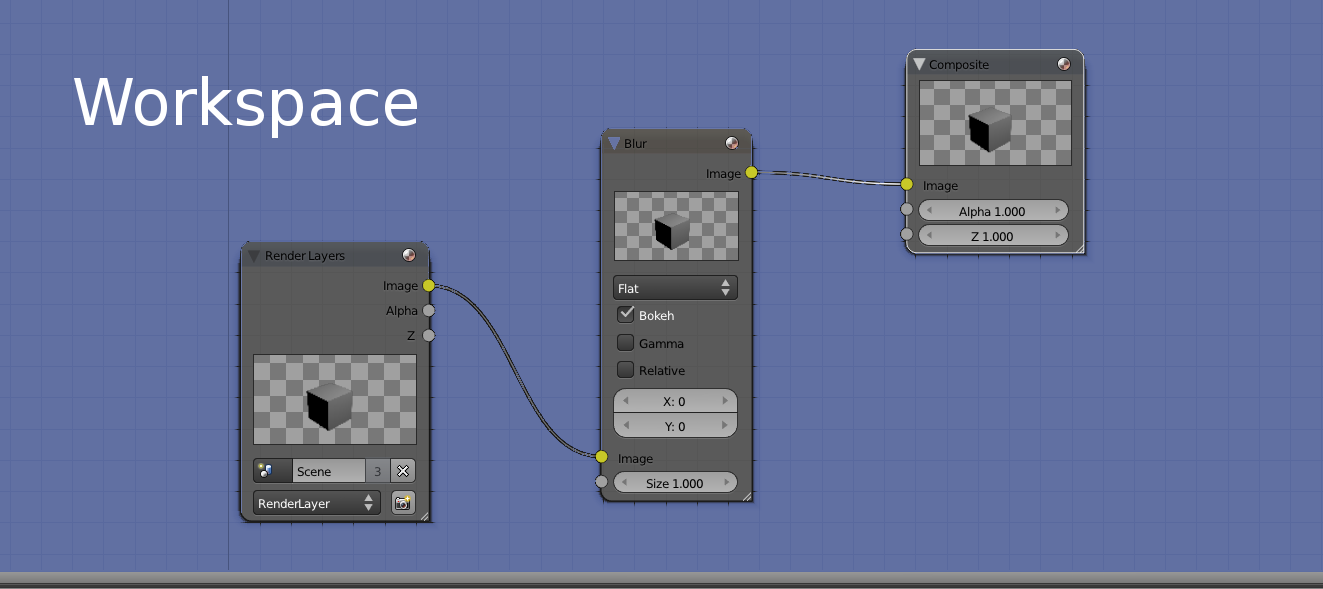 Workspace
Render Layers
Image
Alpha
Z
Scene 3
RenderLayer
Blur
Image
Flat
Bokeh
Gamma
Relative
X: 0
Y: 0
Image
Size 1.000
Composite
Image
Alpha 1.000
Z 1.000